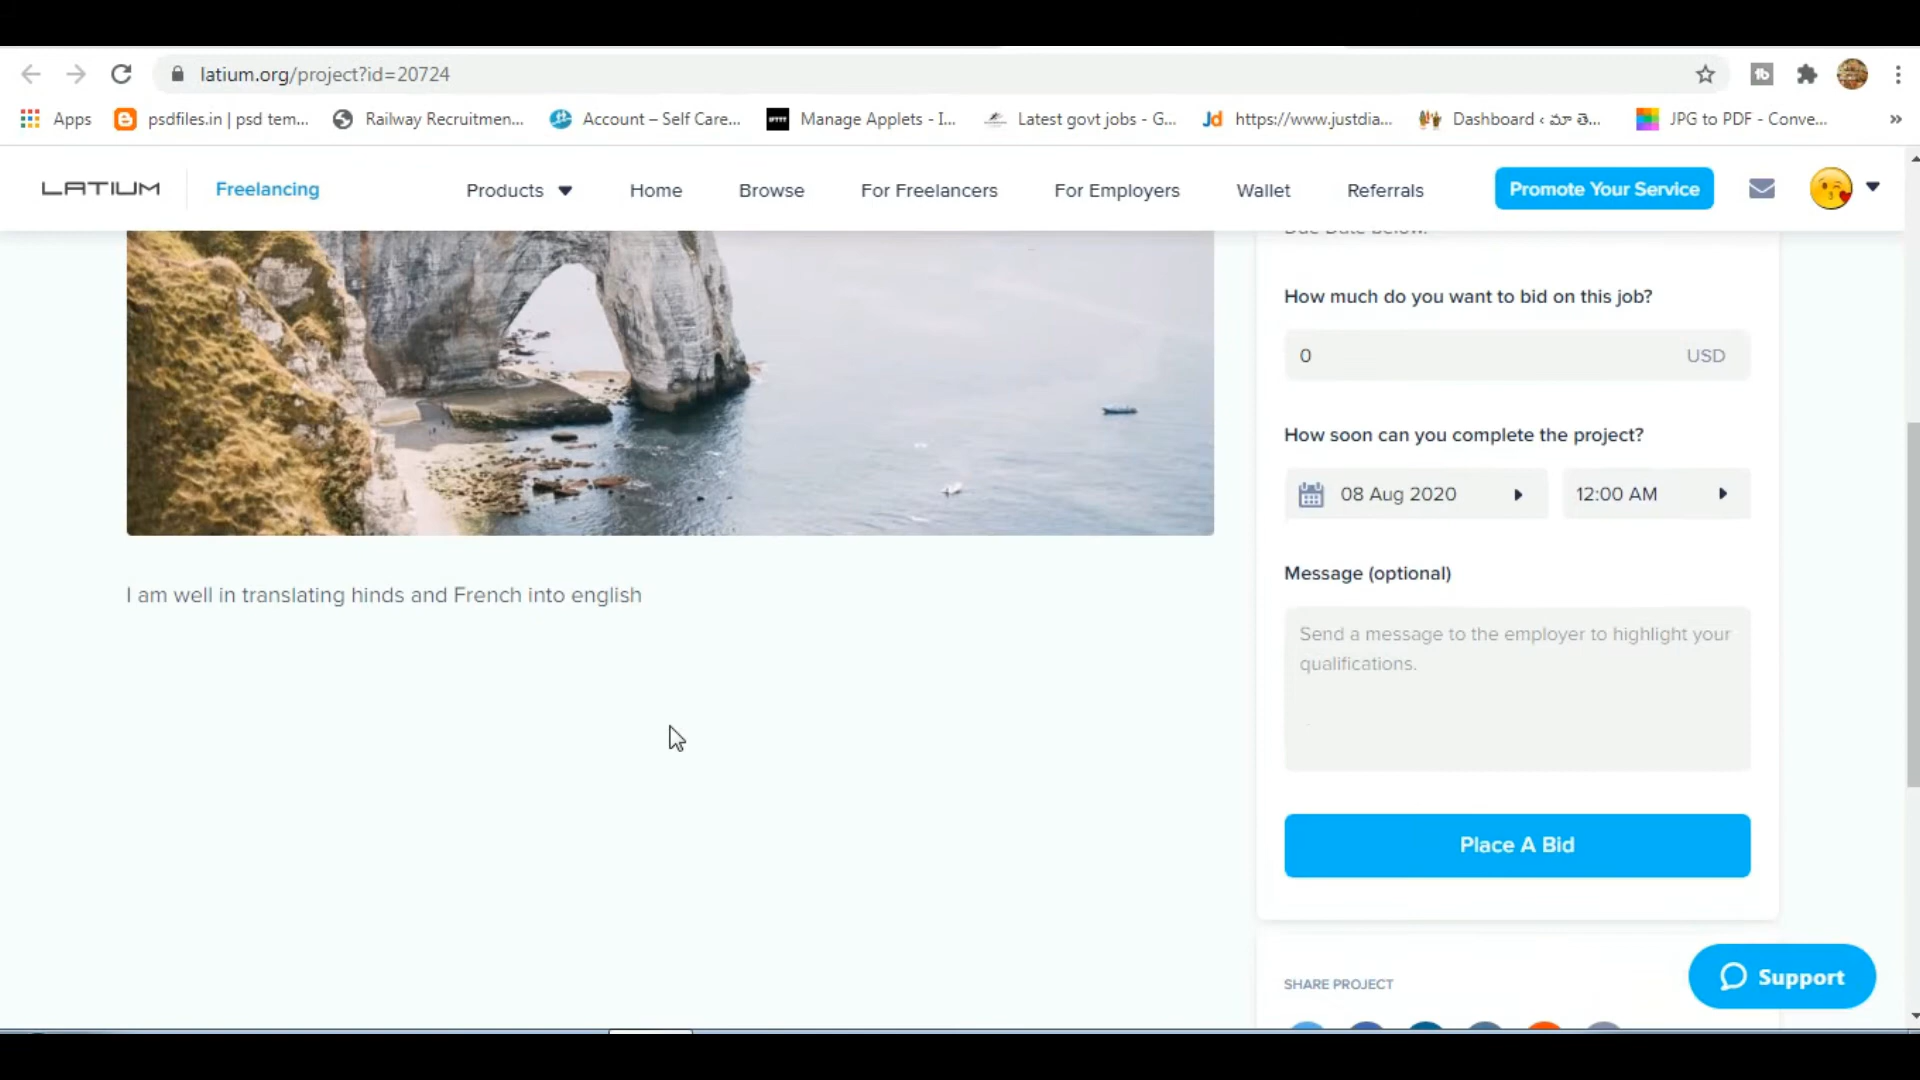 latium.org/project?id=20724
Apps psdfiles.in | psd tem... Railway Recruitmen... Account – Self Care... Manage Applets - I... Latest govt jobs - G... Jd https://www.justdia... Dashboard ‹ మా తె... JPG to PDF - Conve... »
LATIUM Freelancing Products Home Browse For Freelancers For Employers Wallet Referrals Promote Your Service
Due Date below.
How much do you want to bid on this job?
0 USD
How soon can you complete the project?
08 Aug 2020 12:00 AM
I am well in translating hinds and French into english
Message (optional)
Send a message to the employer to highlight your
qualifications.
Place A Bid
SHARE PROJECT
Support